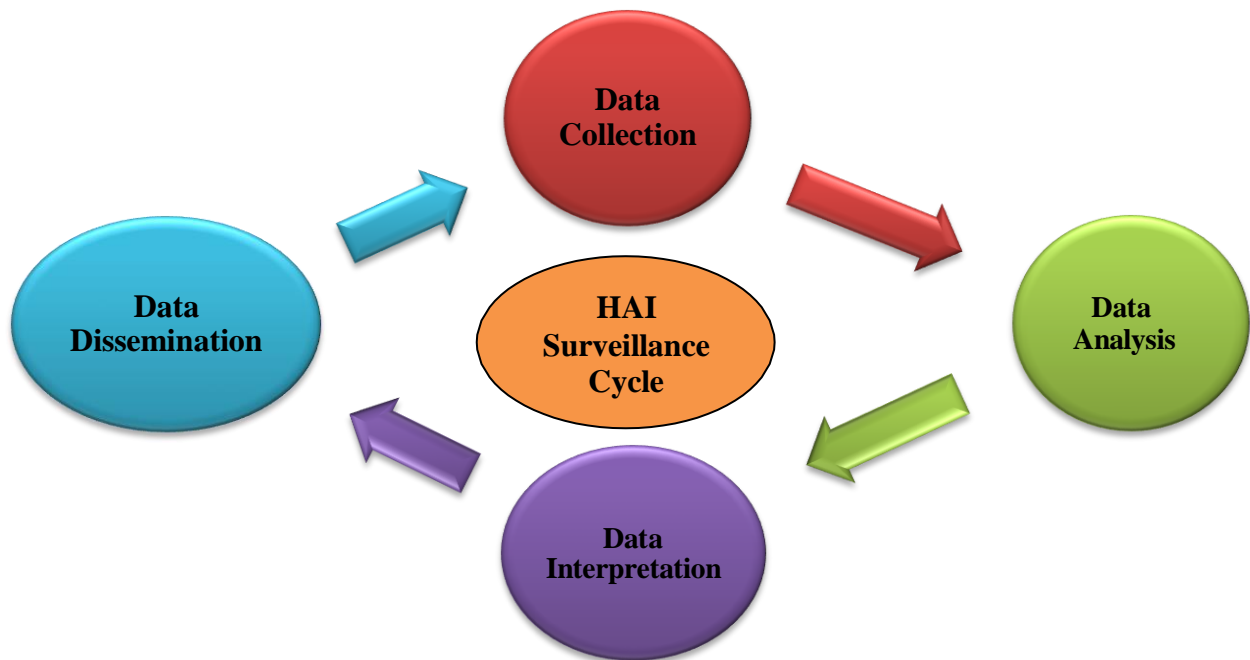 Data
Collection
Data
Analysis
Data
Interpretation
Data
Dissemination
HAI
Surveillance
Cycle